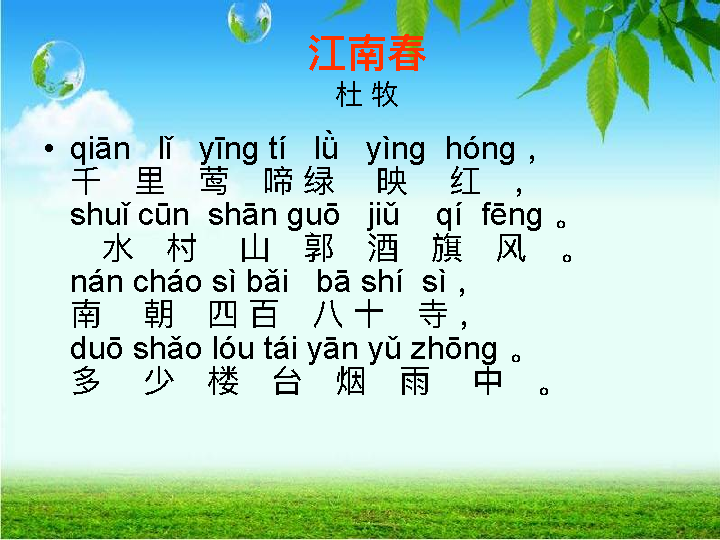 江南春
杜 牧
• qiān lǐ yīng tí lǜ yìng hóng，
千 里 莺 啼 绿 映 红 ，
shuǐ cūn shān guō jiǔ qí fēng 。
水 村 山 郭 酒 旗 风 。
nán cháo sì bǎi bā shí sì，
南 朝 四 百 八 十 寺，
duō shǎo lóu tái yān yǔ zhōng 。
多 少 楼 台 烟 雨 中 。